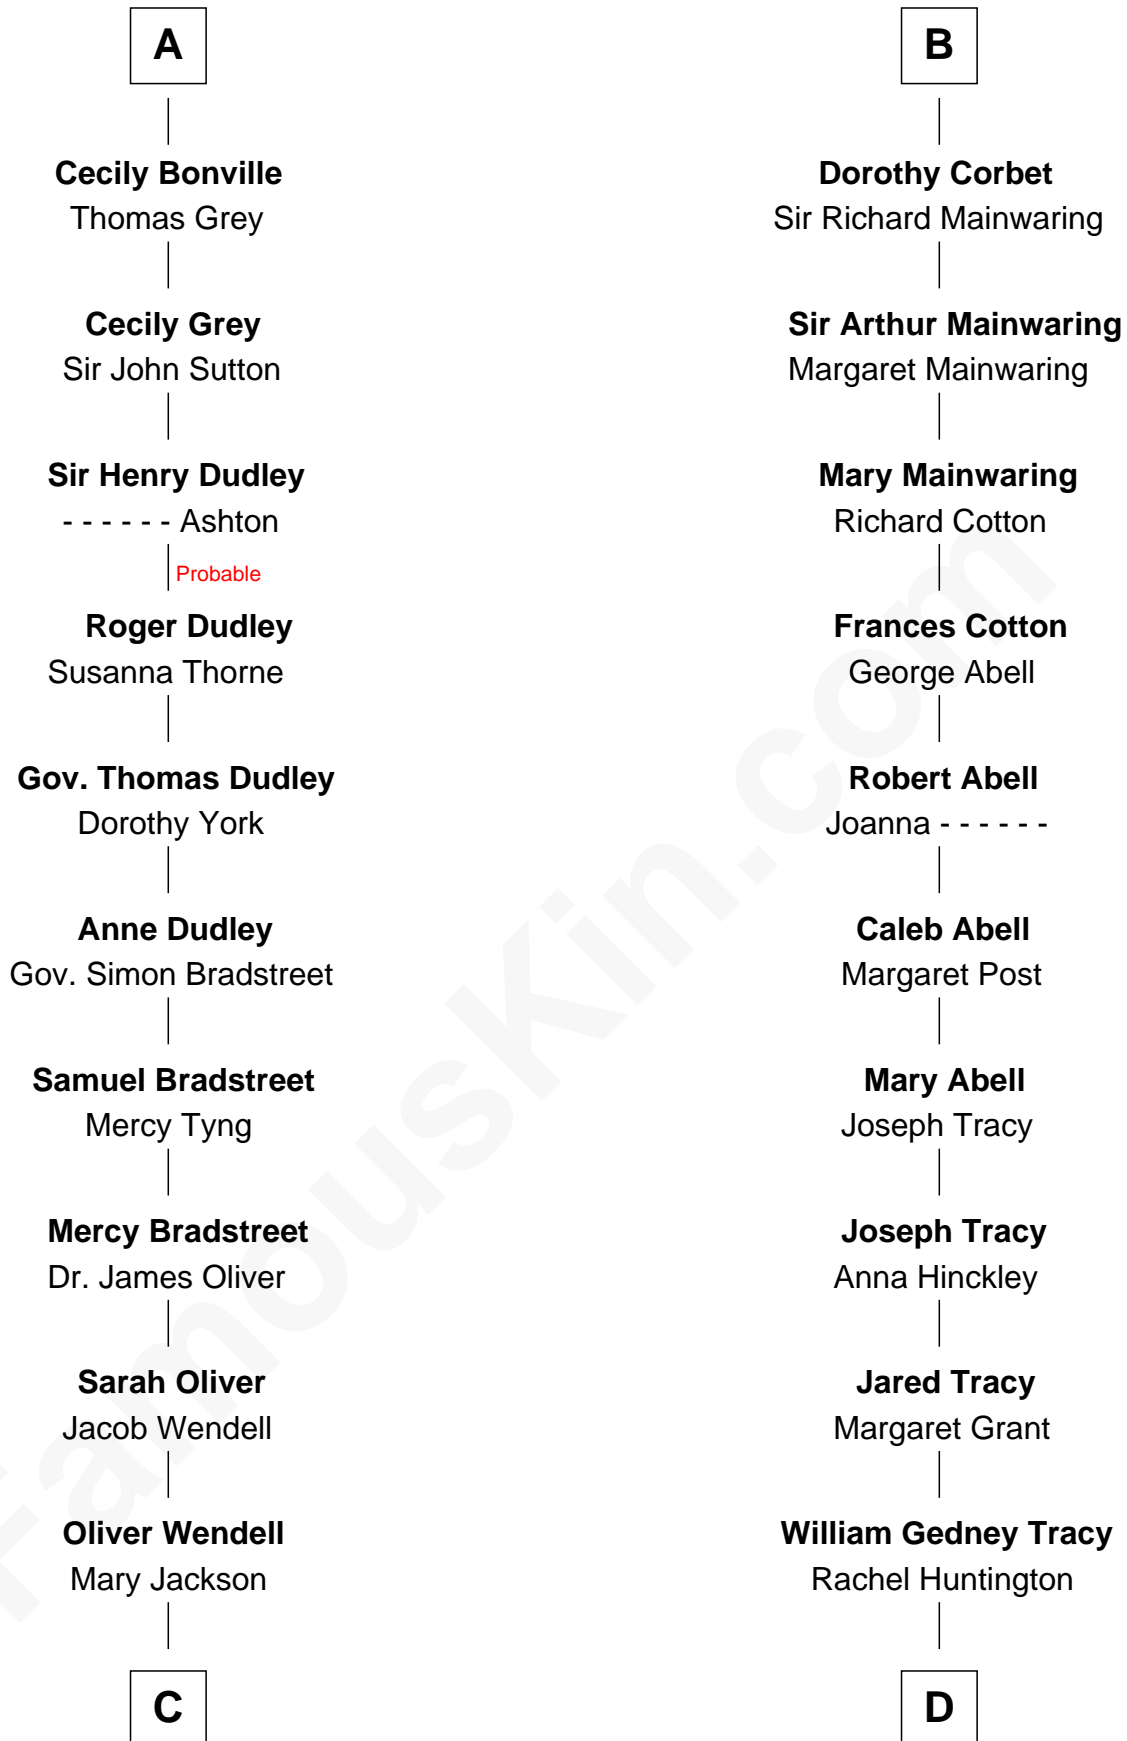 A
Cecily Bonville
Thomas Grey
Cecily Grey
Sir John Sutton
Sir Henry Dudley
- - - - - - Ashton
Probable
Roger Dudley
Susanna Thorne
Gov. Thomas Dudley
Dorothy York
Anne Dudley
Gov. Simon Bradstreet
Samuel Bradstreet
Mercy Tyng
Mercy Bradstreet
Dr. James Oliver
Sarah Oliver
Jacob Wendell
Oliver Wendell
Mary Jackson
C
B
Dorothy Corbet
Sir Richard Mainwaring
Sir Arthur Mainwaring
Margaret Mainwaring
Mary Mainwaring
Richard Cotton
Frances Cotton
George Abell
Robert Abell
Joanna - - - - - -
Caleb Abell
Margaret Post
Mary Abell
Joseph Tracy
Joseph Tracy
Anna Hinckley
Jared Tracy
Margaret Grant
William Gedney Tracy
Rachel Huntington
D
FamousKin.com